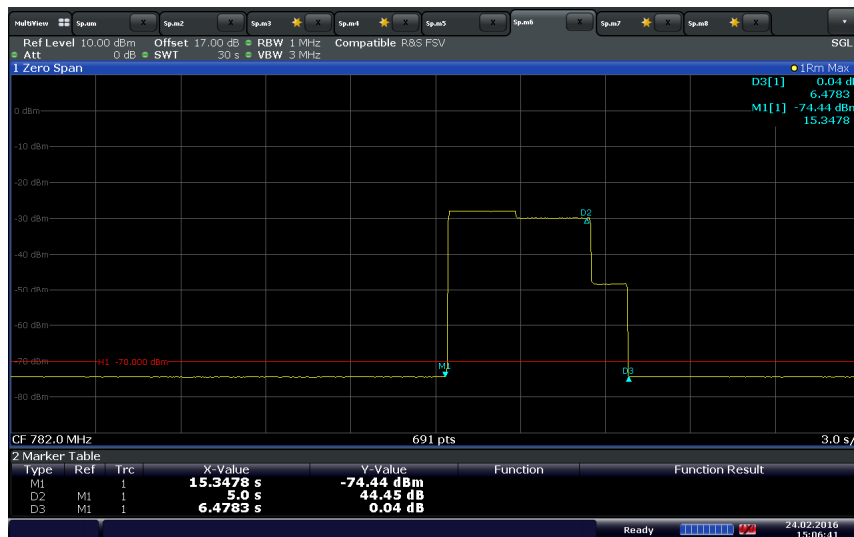 MultiView Sp.um X Sp.m2 X Sp.m3 X Sp.m4 X Sp.m5 X Sp.m6 X Sp.m7 X Sp.m8 X
Ref Level 10.00 dBm Offset 17.00 dB RBW 1 MHz Compatible R&S FSV SGL
Att 0 dB SWT 30 s VBW 3 MHz
1 Zero Span 1Rm Max
D3[1] 0.04 dB
6.4783
M1[1] -74.44 dBm
15.3478
0 dBm
-10 dBm
-20 dBm
D2
-30 dBm
-40 dBm
-50 dBm
-60 dBm
-70 dBm H1 -70.000 dBm
M1 D3
-80 dBm
CF 782.0 MHz 691 pts 3.0 s/
2 Marker Table
Type Ref Trc X-Value Y-Value Function Function Result
M1 1 15.3478 s -74.44 dBm
D2 M1 1 5.0 s 44.45 dB
D3 M1 1 6.4783 s 0.04 dB
Ready 24.02.2016
15:06:41